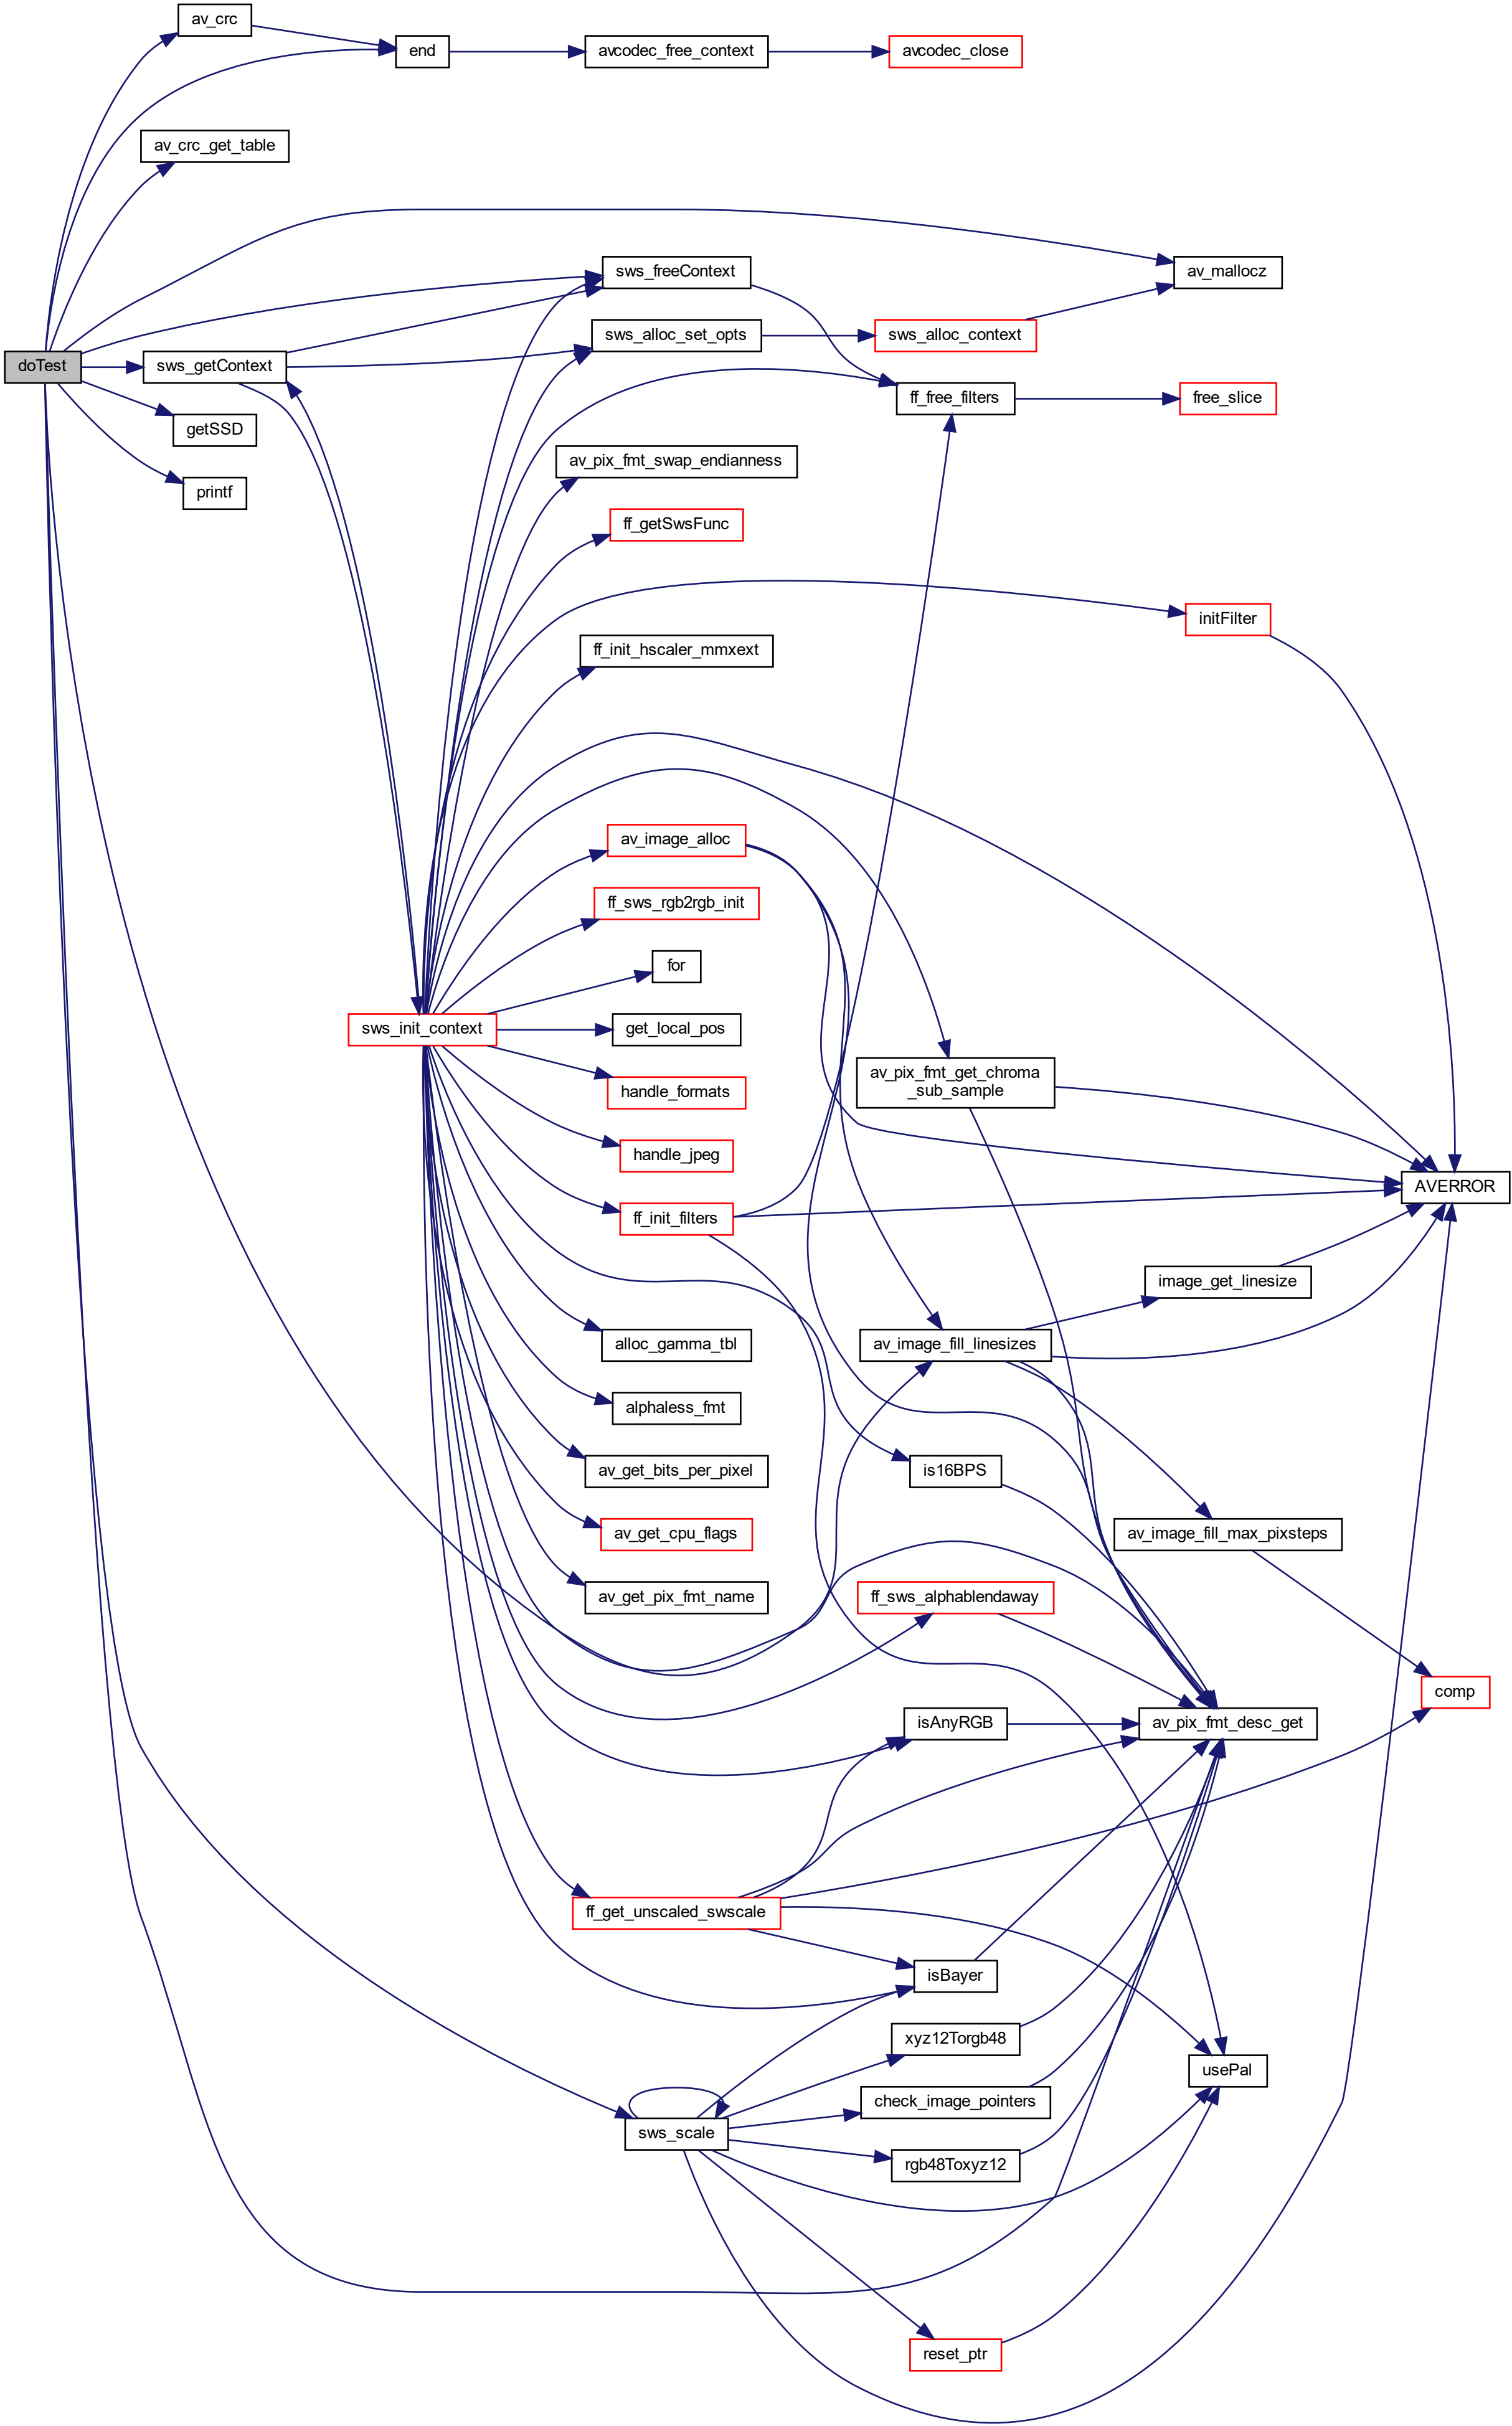 av_crc
end
avcodec_free_context
avcodec_close
av_crc_get_table
sws_freeContext
av_mallocz
sws_alloc_set_opts
sws_alloc_context
doTest
sws_getContext
ff_free_filters
free_slice
getSSD
av_pix_fmt_swap_endianness
printf
ff_getSwsFunc
initFilter
ff_init_hscaler_mmxext
av_image_alloc
ff_sws_rgb2rgb_init
for
sws_init_context
get_local_pos
av_pix_fmt_get_chroma
_sub_sample
handle_formats
handle_jpeg
AVERROR
ff_init_filters
image_get_linesize
alloc_gamma_tbl
av_image_fill_linesizes
alphaless_fmt
av_get_bits_per_pixel
is16BPS
av_get_cpu_flags
av_image_fill_max_pixsteps
av_get_pix_fmt_name
ff_sws_alphablendaway
comp
isAnyRGB
av_pix_fmt_desc_get
ff_get_unscaled_swscale
isBayer
xyz12Torgb48
usePal
check_image_pointers
sws_scale
rgb48Toxyz12
reset_ptr